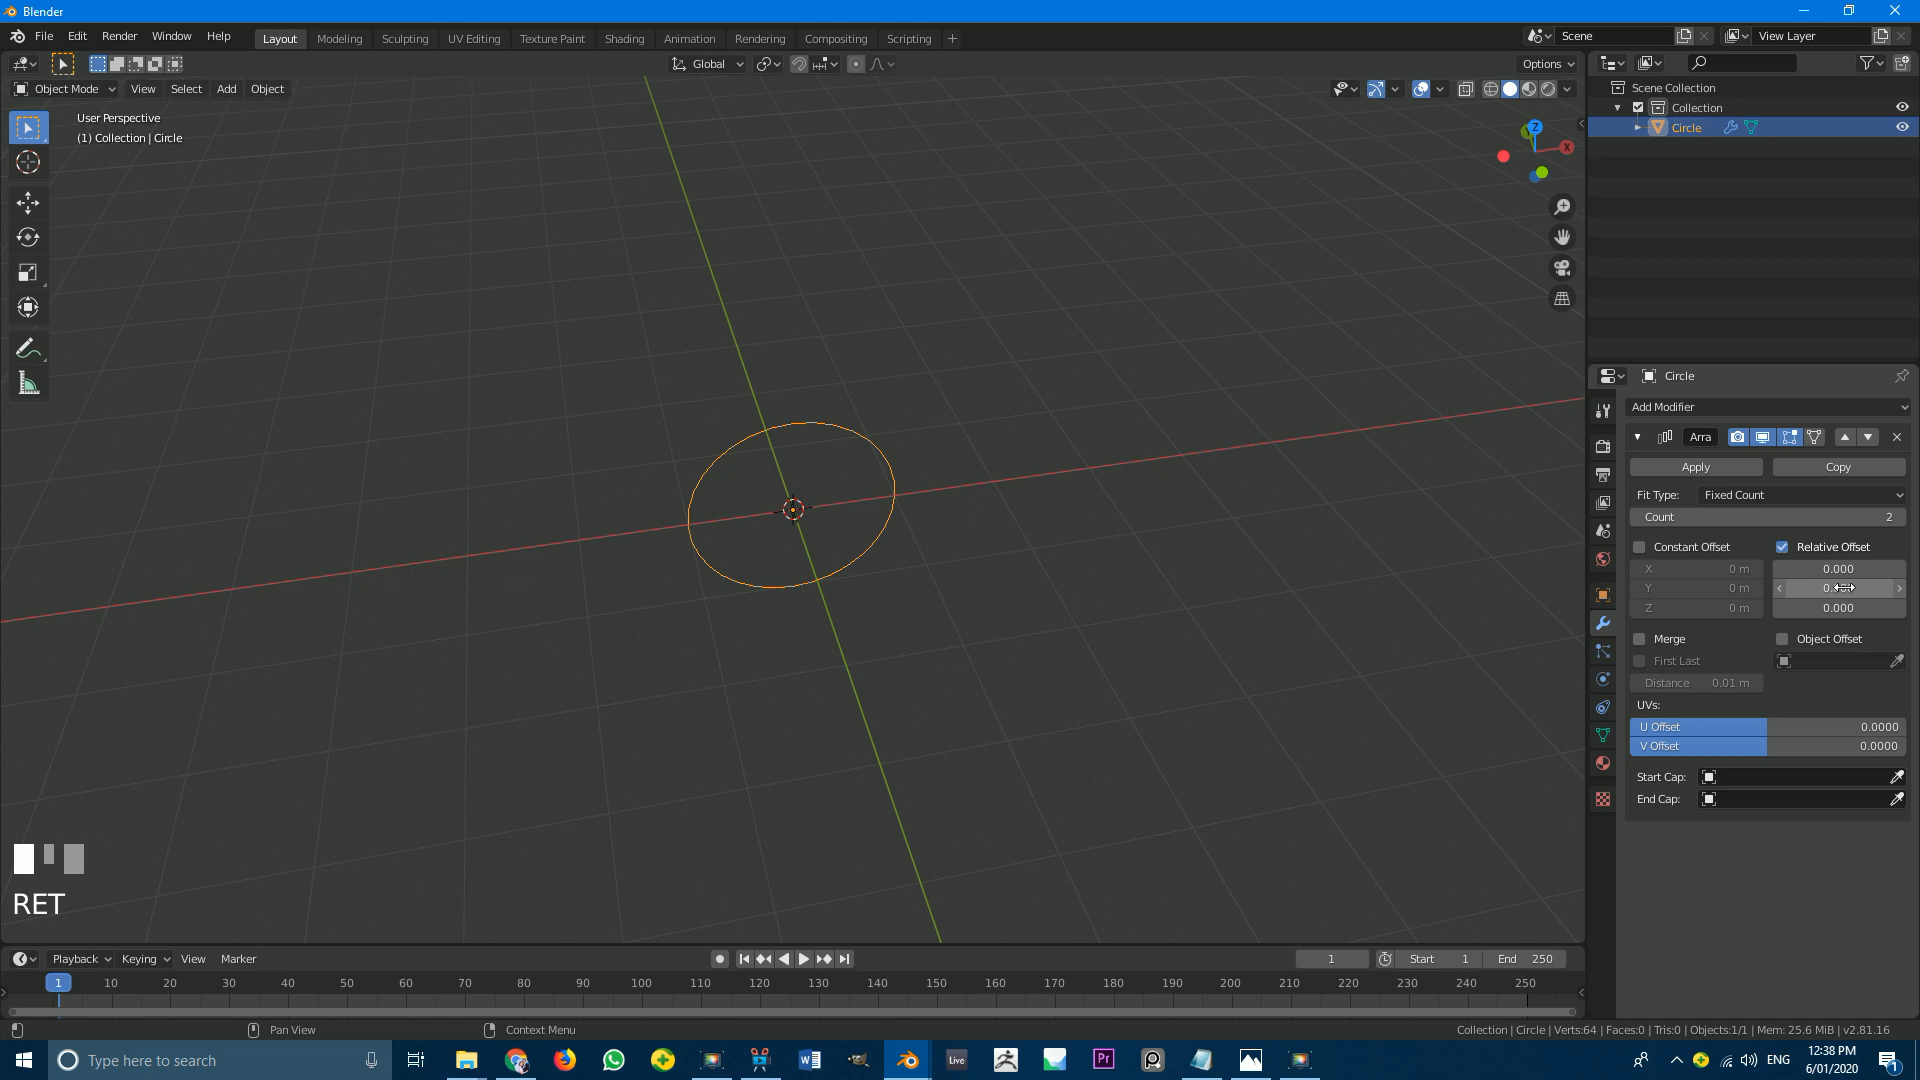 Blender
File Edit Render Window Help
Layout Modeling Sculpting UV Editing Texture Paint Shading Animation Rendering Compositing Scripting +
Scene
View Layer
Global
Options
Object Mode View Select Add Object
User Perspective
(1) Collection | Circle
Z
X
Scene Collection
Collection
Circle
Circle
Add Modifier
Arra
Apply Copy
Fit Type: Fixed Count
Count 2
Constant Offset Relative Offset
X 0 m 0.000
Y 0 m
Z 0 m 0.000
Merge Object Offset
First Last
Distance 0.01 m
UVs:
U Offset 0.0000
V Offset 0.0000
Start Cap:
End Cap:
RET
Playback Keying View Marker
1 Start 1 End 250
1 10 20 30 40 50 60 70 80 90 100 110 120 130 140 150 160 170 180 190 200 210 220 230 240 250
Pan View Context Menu
Collection | Circle | Verts:64 | Faces:0 | Tris:0 | Objects:1/1 | Mem: 25.6 MiB | v2.81.16
Type here to search
Live
Pr
ENG
12:38 PM
6/01/2020
1